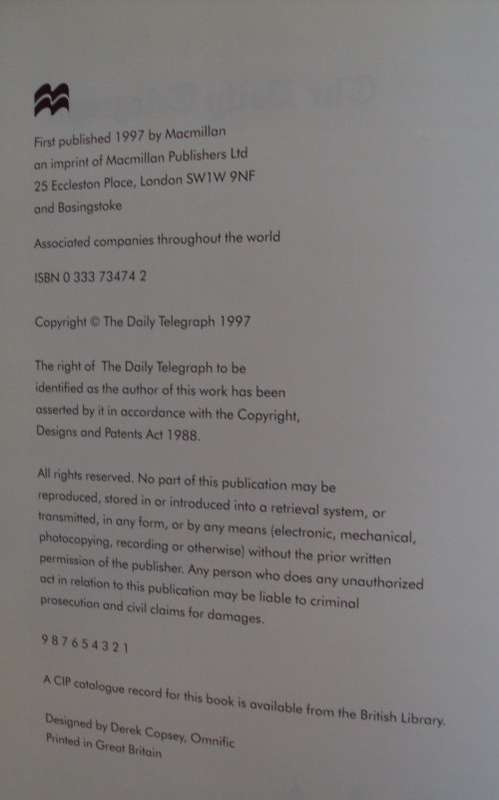 The Daily
First published 1997 by Macmillan
an imprint of Macmillan Publishers Ltd
25 Eccleston Place, London SW1W 9NF
and Basingstoke
Associated companies throughout the world
ISBN 0 333 73474 2
Copyright © The Daily Telegraph 1997
The right of The Daily Telegraph to be
identified as the author of this work has been
asserted by it in accordance with the Copyright,
Designs and Patents Act 1988.
All rights reserved. No part of this publication may be
reproduced, stored in or introduced into a retrieval system, or
transmitted, in any form, or by any means (electronic, mechanical,
photocopying, recording or otherwise) without the prior written
permission of the publisher. Any person who does any unauthorized
act in relation to this publication may be liable to criminal
prosecution and civil claims for damages.
9 8 7 6 5 4 3 2 1
A CIP catalogue record for this book is available from the British Library.
Designed by Derek Copsey, Omnific
Printed in Great Britain